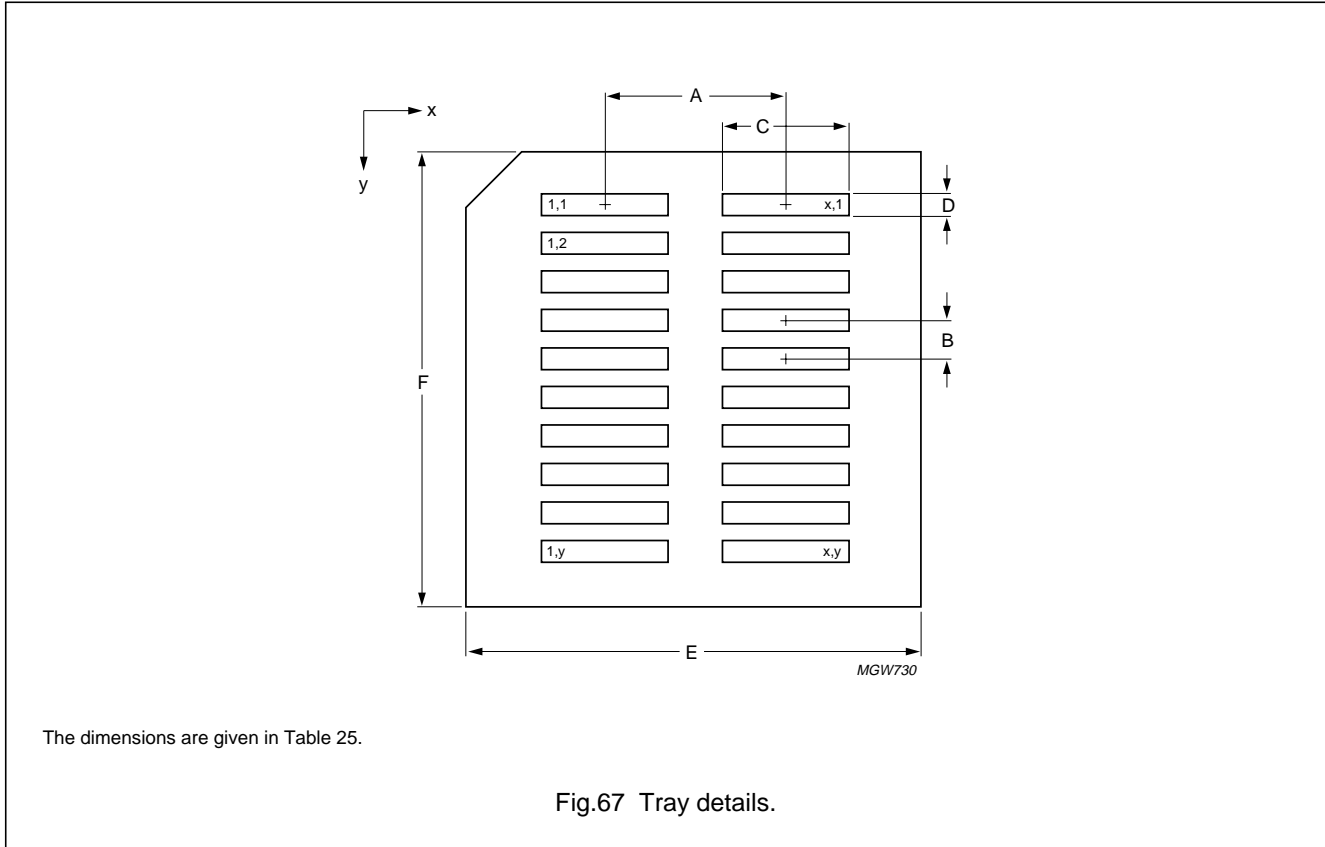 A
x
C
y
1,1
x,1
D
1,2
B
F
1,y
x,y
E
MGW730
The dimensions are given in Table 25.
Fig.67 Tray details.